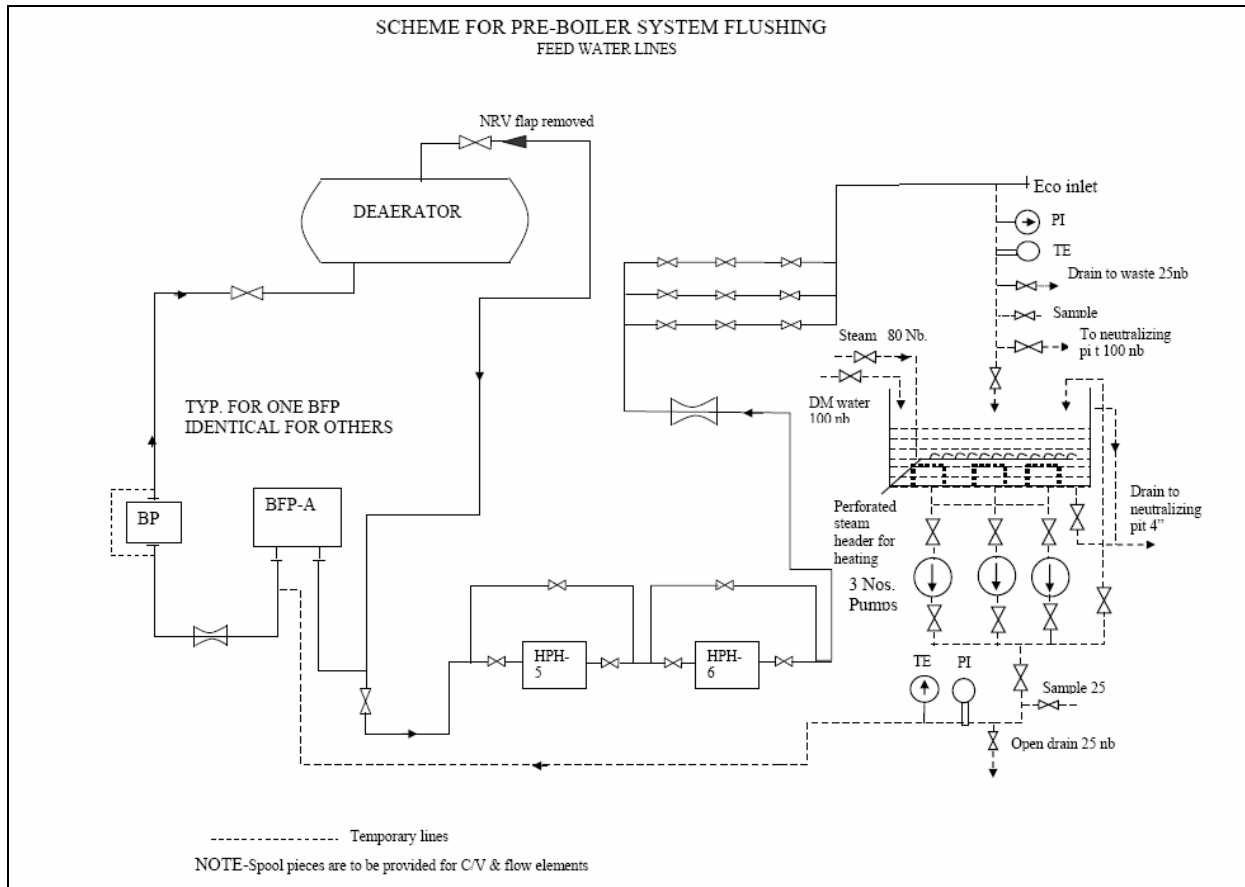 SCHEME FOR PRE-BOILER SYSTEM FLUSHING
FEED WATER LINES
NRV flap removed
DEAERATOR
Eco inlet
PI
TE
Drain to waste 25nb
Sample
To neutralizing
pi t 100 nb
Steam 80 Nb.
DM water
100 nb
TYP. FOR ONE BFP
IDENTICAL FOR OTHERS
BP
BFP-A
Perforated
steam
header for
heating
Drain to
neutralizing
pit 4”
3 Nos.
Pumps
HPH-
5
HPH-
6
TE
PI
Sample 25
Open drain 25 nb
Temporary lines
NOTE-Spool pieces are to be provided for C/V & flow elements